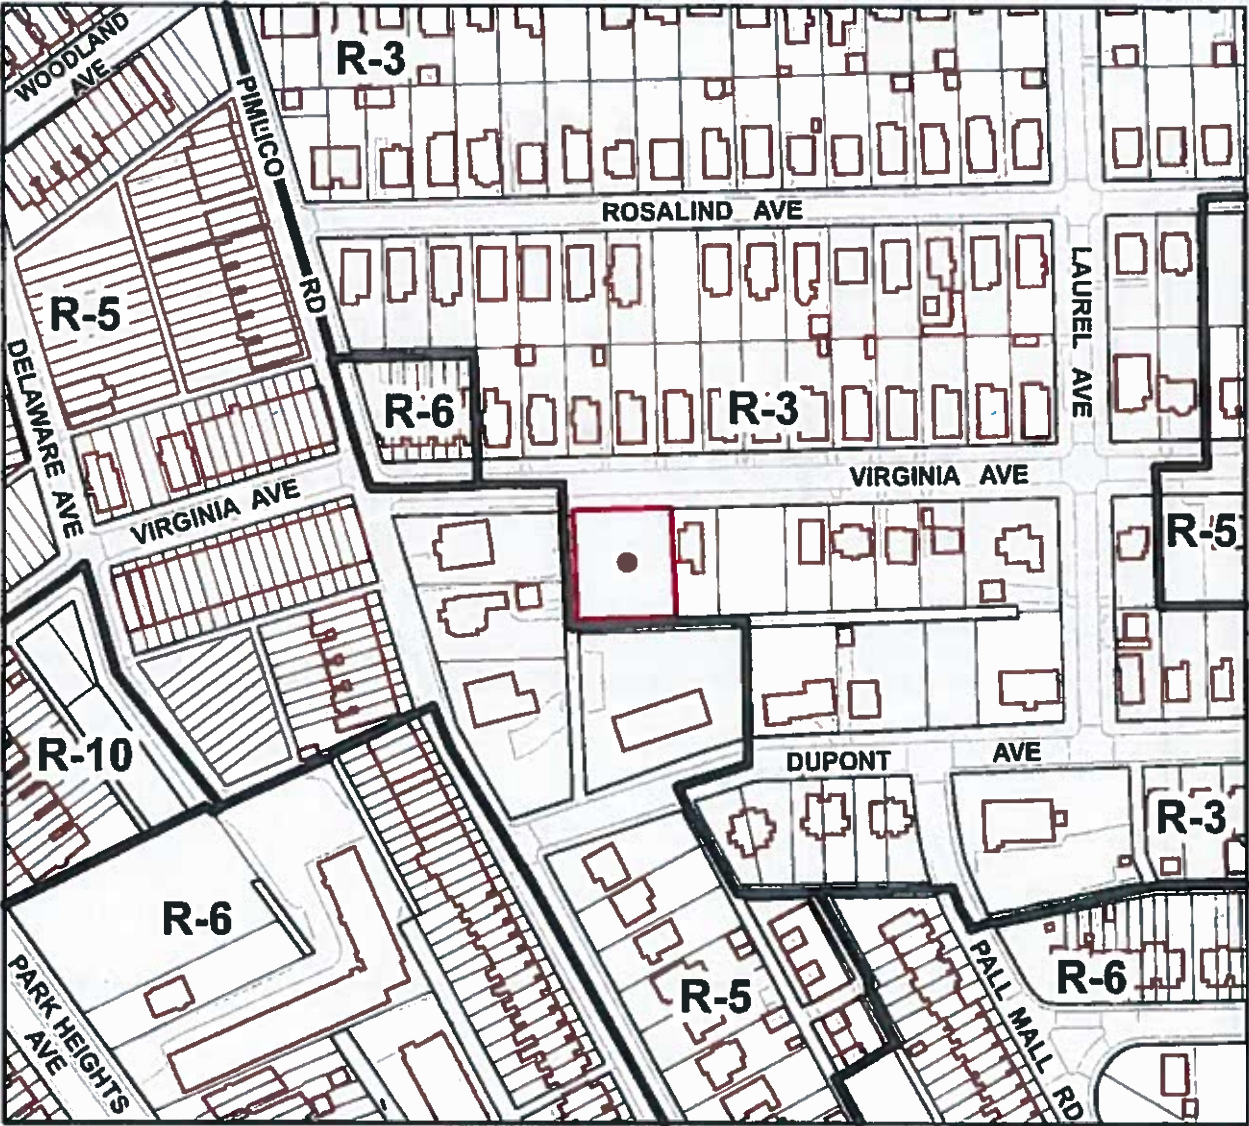 WOODLAND
AVE
R-3
PIMLICO
RD
ROSALIND AVE
LAUREL AVE
R-5
DELAWARE AVE
R-6
R-3
VIRGINIA AVE
VIRGINIA AVE
R-5
R-10
DUPONT AVE
R-3
R-6
R-5
R-6
PARK HEIGHTS
AVE
PALL MALL RD